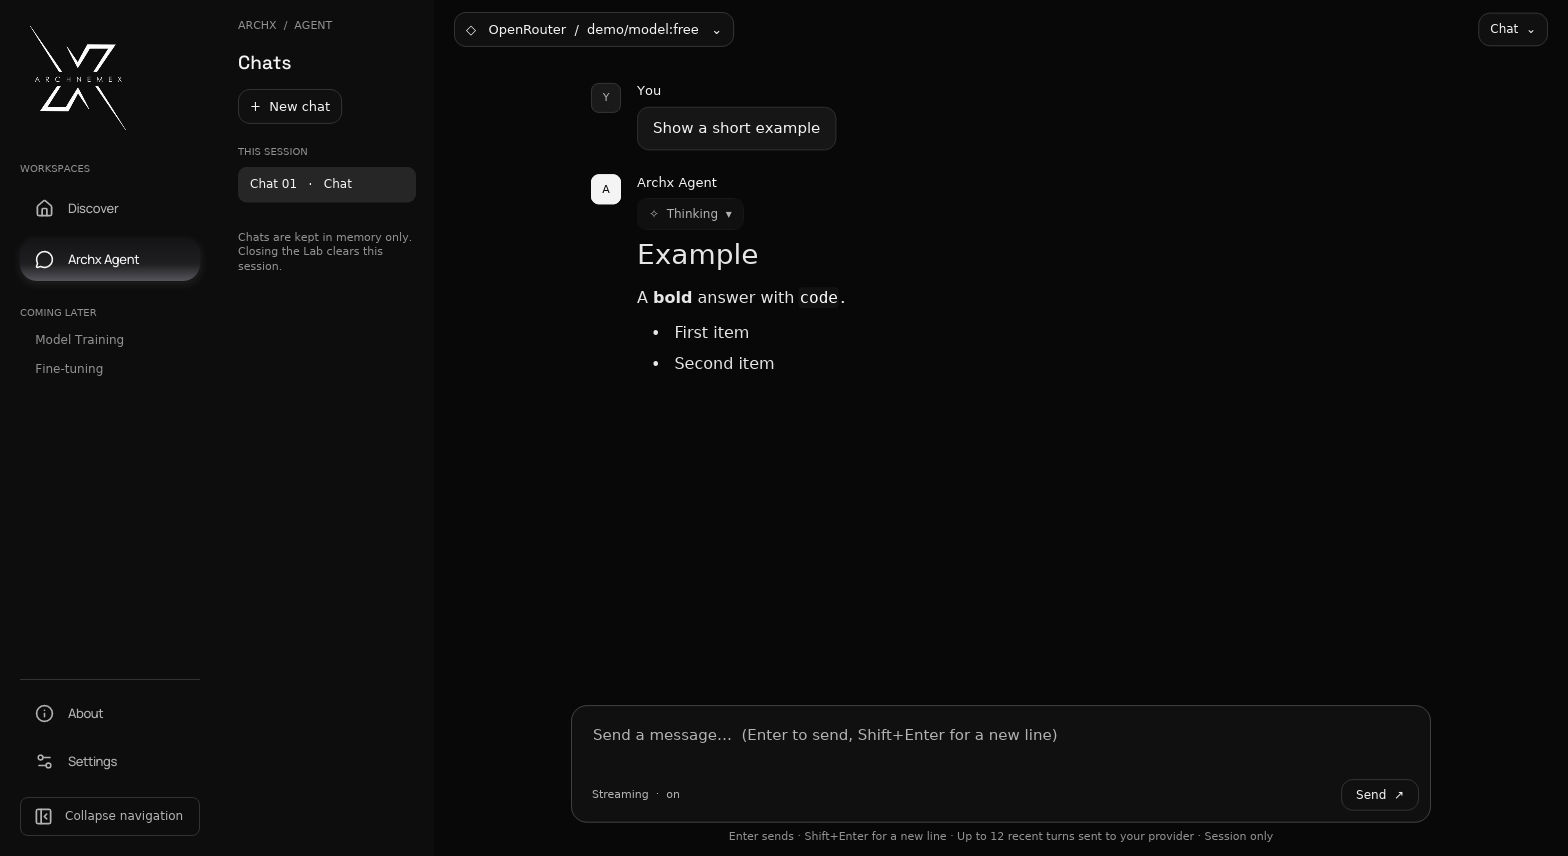 ARCHNEMEX
WORKSPACES
Discover
Archx Agent
COMING LATER
Model Training
Fine-tuning
About
Settings
Collapse navigation
ARCHX / AGENT
Chats
+ New chat
THIS SESSION
Chat 01 · Chat
Chats are kept in memory only.
Closing the Lab clears this
session.
◇ OpenRouter / demo/model:free ⌄
Chat ⌄
Y
You
Show a short example
A
Archx Agent
✧ Thinking ▾
Example
A bold answer with code.
• First item
• Second item
Send a message… (Enter to send, Shift+Enter for a new line)
Streaming · on
Send ↗
Enter sends · Shift+Enter for a new line · Up to 12 recent turns sent to your provider · Session only